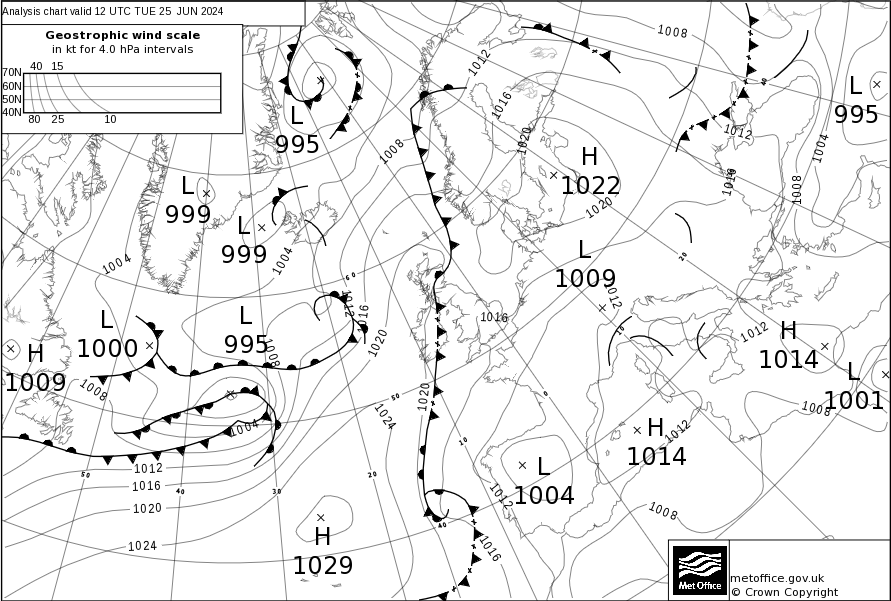 Analysis chart valid 12 UTC TUE 25 JUN 2024
Geostrophic wind scale
in kt for 4.0 hPa intervals
40 15
70N
60N
50N
40N
80 25 10
1008
1012
1016
1020
L
995
L
995
1008
1012
1004
H
1022
1016
1008
L
999
1020
L
999
1004
1004
L
1009
20
60
1012
1016
1012
L
1000
L
995
1016
10
1012
H
1014
H
1009
1008
1020
L
1001
1008
1020
50
0
1008
1024
1004
H
1014
1012
10
1012
L
1004
50
20
1016
40
30
1012
1020
1008
H
1029
40
1024
1016
metoffice.gov.uk
© Crown Copyright
Met Office